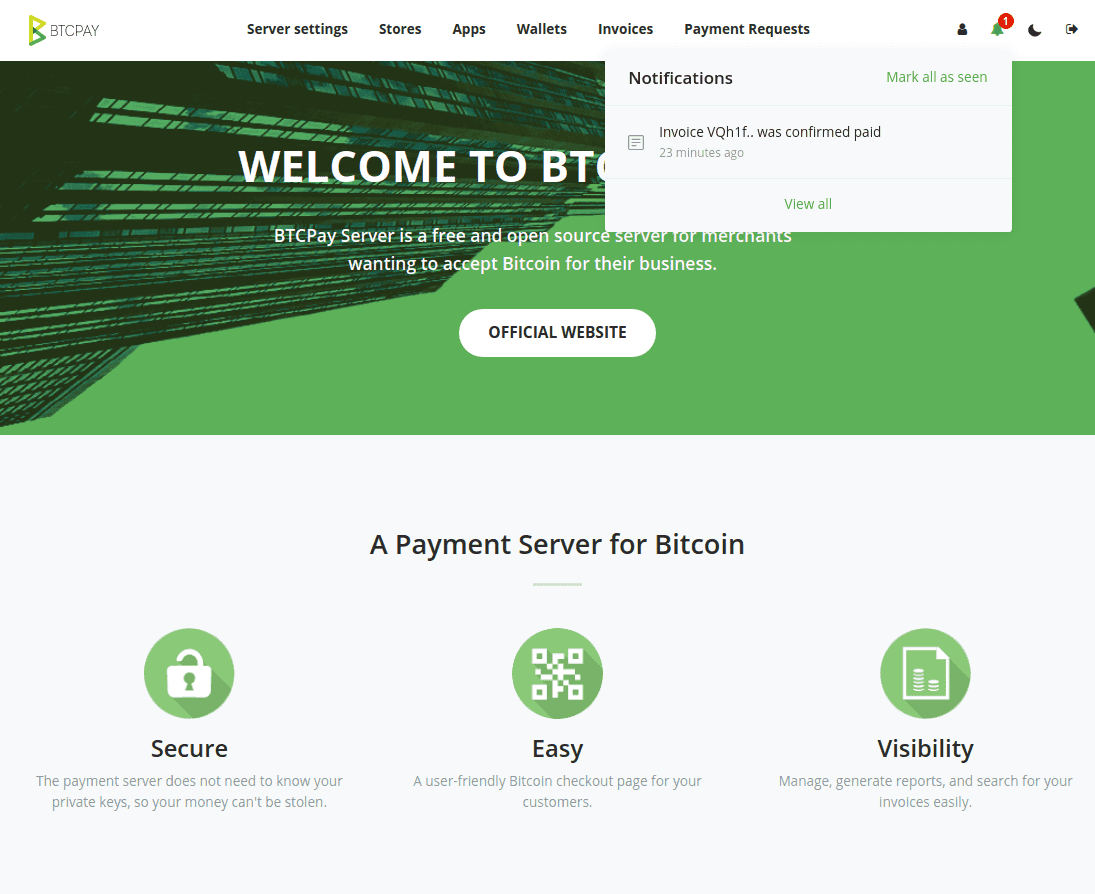 BTCPAY
Server settings Stores Apps Wallets Invoices Payment Requests
1
Notifications Mark all as seen
Invoice VQh1f.. was confirmed paid
23 minutes ago
View all
WELCOME TO BTC
BTCPay Server is a free and open source server for merchants
wanting to accept Bitcoin for their business.
OFFICIAL WEBSITE
A Payment Server for Bitcoin
Secure
The payment server does not need to know your
private keys, so your money can't be stolen.
Easy
A user-friendly Bitcoin checkout page for your
customers.
Visibility
Manage, generate reports, and search for your
invoices easily.